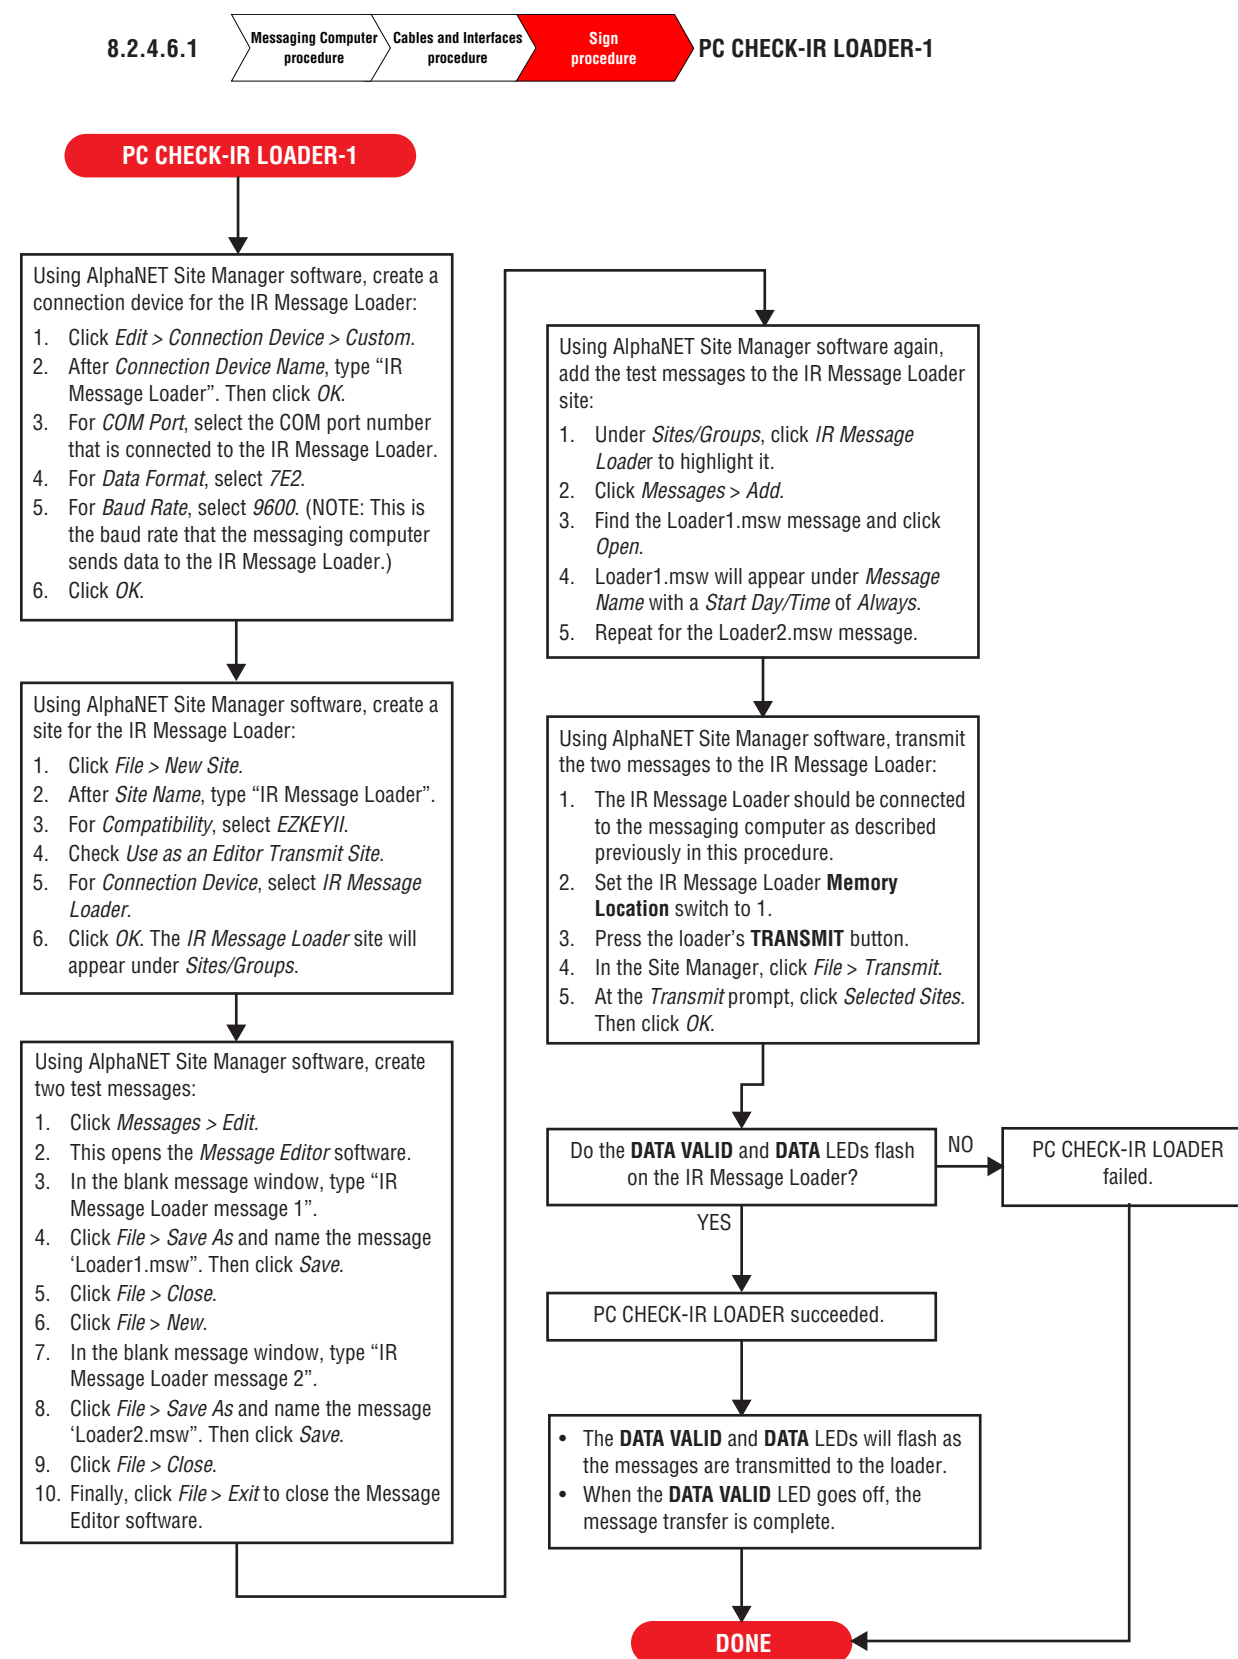 8.2.4.6.1
Messaging Computer
procedure
Cables and Interfaces
procedure
Sign
procedure
PC CHECK-IR LOADER-1
PC CHECK-IR LOADER-1
Using AlphaNET Site Manager software, create a
connection device for the IR Message Loader:
1. Click Edit > Connection Device > Custom.
2. After Connection Device Name, type “IR
Message Loader”. Then click OK.
3. For COM Port, select the COM port number
that is connected to the IR Message Loader.
4. For Data Format, select 7E2.
5. For Baud Rate, select 9600. (NOTE: This is
the baud rate that the messaging computer
sends data to the IR Message Loader.)
6. Click OK.
Using AlphaNET Site Manager software, create a
site for the IR Message Loader:
1. Click File > New Site.
2. After Site Name, type “IR Message Loader”.
3. For Compatibility, select EZKEYII.
4. Check Use as an Editor Transmit Site.
5. For Connection Device, select IR Message
Loader.
6. Click OK. The IR Message Loader site will
appear under Sites/Groups.
Using AlphaNET Site Manager software, create
two test messages:
1. Click Messages > Edit.
2. This opens the Message Editor software.
3. In the blank message window, type “IR
Message Loader message 1”.
4. Click File > Save As and name the message
‘Loader1.msw”. Then click Save.
5. Click File > Close.
6. Click File > New.
7. In the blank message window, type “IR
Message Loader message 2”.
8. Click File > Save As and name the message
‘Loader2.msw”. Then click Save.
9. Click File > Close.
10. Finally, click File > Exit to close the Message
Editor software.
Using AlphaNET Site Manager software again,
add the test messages to the IR Message Loader
site:
1. Under Sites/Groups, click IR Message
Loader to highlight it.
2. Click Messages > Add.
3. Find the Loader1.msw message and click
Open.
4. Loader1.msw will appear under Message
Name with a Start Day/Time of Always.
5. Repeat for the Loader2.msw message.
Using AlphaNET Site Manager software, transmit
the two messages to the IR Message Loader:
1. The IR Message Loader should be connected
to the messaging computer as described
previously in this procedure.
2. Set the IR Message Loader Memory
Location switch to 1.
3. Press the loader’s TRANSMIT button.
4. In the Site Manager, click File > Transmit.
5. At the Transmit prompt, click Selected Sites.
Then click OK.
Do the DATA VALID and DATA LEDs flash
on the IR Message Loader?
NO
PC CHECK-IR LOADER
failed.
YES
PC CHECK-IR LOADER succeeded.
• The DATA VALID and DATA LEDs will flash as
the messages are transmitted to the loader.
• When the DATA VALID LED goes off, the
message transfer is complete.
DONE